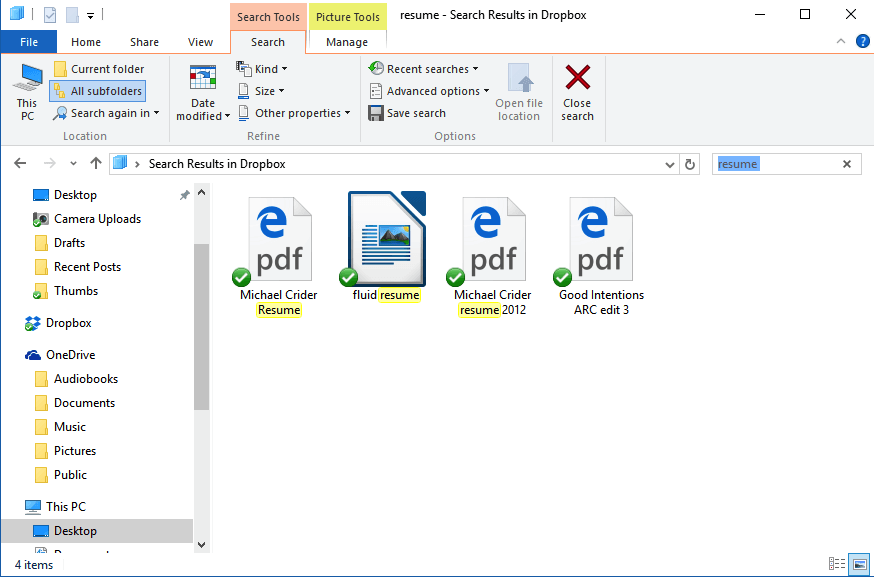 Search Tools
Picture Tools
resume - Search Results in Dropbox
File
Home
Share
View
Search
Manage
This
PC
Current folder
All subfolders
Search again in
Location
Date
modified
Kind
Size
Other properties
Refine
Recent searches
Advanced options
Save search
Options
Open file
location
Close
search
Search Results in Dropbox
resume
Desktop
Camera Uploads
Drafts
Recent Posts
Thumbs
Dropbox
OneDrive
Audiobooks
Documents
Music
Pictures
Public
This PC
Desktop
pdf
Michael Crider
Resume
fluid resume
pdf
Michael Crider
resume 2012
pdf
Good Intentions
ARC edit 3
4 items